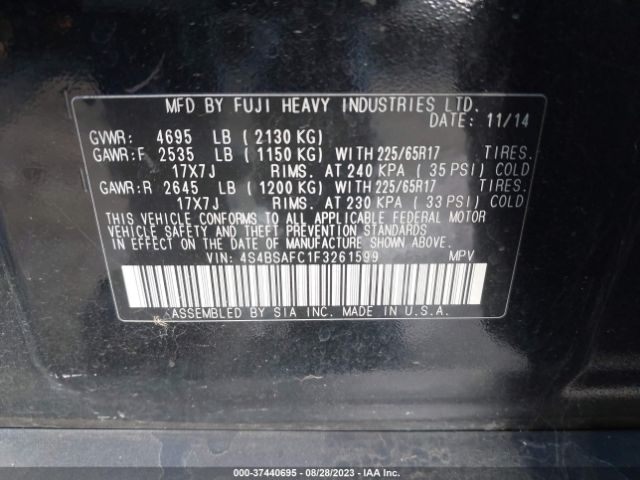 MFD BY FUJI HEAVY INDUSTRIES LTD.
DATE: 11/14
GVWR: 4695 LB (2130 KG)
GAWR:F 2535 LB (1150 KG) WITH 225/65R17 TIRES.
17X7J RIMS. AT 240 KPA (35 PSI) COLD
GAWR:R 2645 LB (1200 KG) WITH 225/65R17 TIRES.
17X7J RIMS. AT 230 KPA (33 PSI) COLD
THIS VEHICLE CONFORMS TO ALL APPLICABLE FEDERAL MOTOR
VEHICLE SAFETY AND THEFT PREVENTION STANDARDS
IN EFFECT ON THE DATE OF MANUFACTURE SHOWN ABOVE.
VIN: 4S4BSAFC1F3261599 MPV
ASSEMBLED BY SIA INC. MADE IN U.S.A.
000-37440695 - 08/28/2023 - IAA Inc.